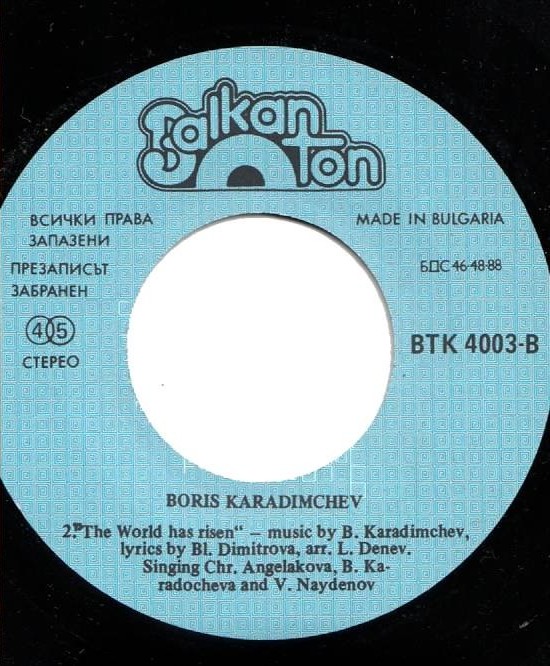 Balkan
Ton
ВСИЧКИ ПРАВА
ЗАПАЗЕНИ
MADE IN BULGARIA
ПРЕЗАПИСЪТ
ЗАБРАНЕН
БДС 46-48-88
45
СТЕРЕО
ВТК 4003-В
BORIS KARADIMCHEV
2. "The World has risen“ – music by B. Karadimchev,
lyrics by Bl. Dimitrova, arr. L. Denev.
Singing Chr. Angelakova, B. Ka-
radocheva and V. Naydenov